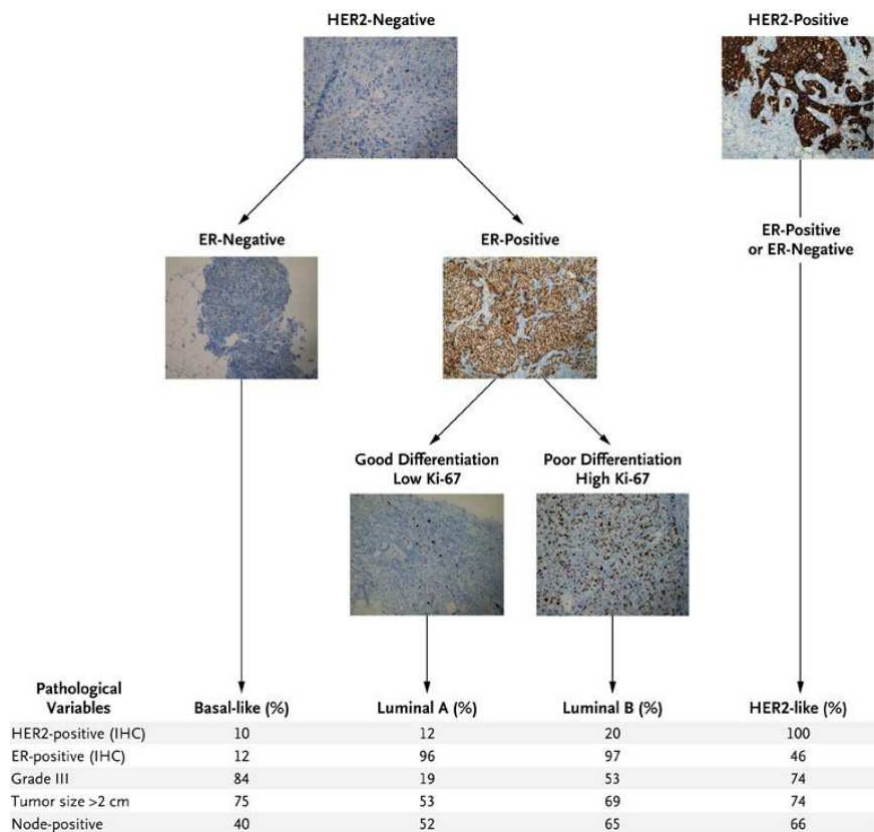 HER2-Negative
HER2-Positive
ER-Negative
ER-Positive
ER-Positive
or ER-Negative
Good Differentiation
Low Ki-67
Poor Differentiation
High Ki-67
Pathological
Variables
Basal-like (%)
Luminal A (%)
Luminal B (%)
HER2-like (%)
HER2-positive (IHC) 10 12 20 100
ER-positive (IHC) 12 96 97 46
Grade III 84 19 53 74
Tumor size >2 cm 75 53 69 74
Node-positive 40 52 65 66